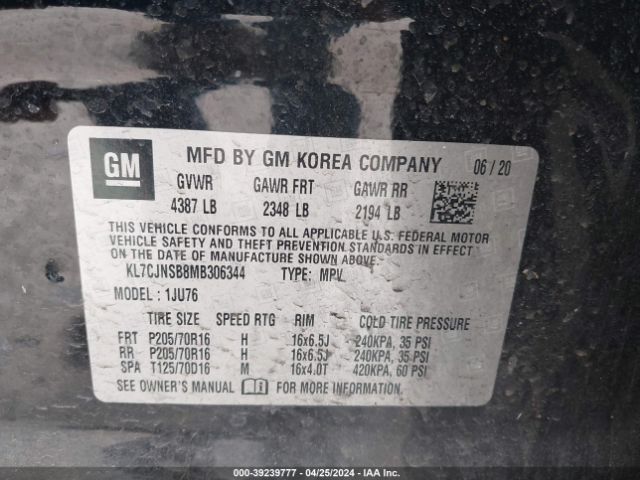 GM
MFD BY GM KOREA COMPANY 06 / 20
GVWR GAWR FRT GAWR RR
4387 LB 2348 LB 2194 LB
THIS VEHICLE CONFORMS TO ALL APPLICABLE U.S. FEDERAL MOTOR
VEHICLE SAFETY AND THEFT PREVENTION STANDARDS IN EFFECT ON
THE DATE OF MANUFACTURE SHOWN ABOVE.
KL7CJNSB8MB306344 TYPE: MPV
MODEL : 1JU76
TIRE SIZE SPEED RTG RIM COLD TIRE PRESSURE
FRT P205/70R16 H 16x6.5J 240KPA, 35 PSI
RR P205/70R16 H 16x6.5J 240KPA, 35 PSI
SPA T125/70D16 M 16x4.0T 420KPA, 60 PSI
SEE OWNER'S MANUAL FOR MORE INFORMATION.
000-39239777 - 04/25/2024 - IAA Inc.